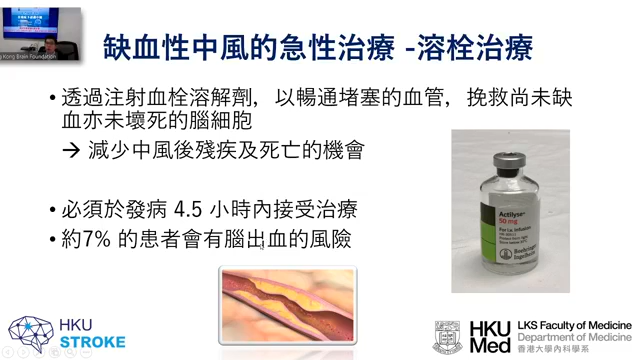 Kong Brain Foundation
缺血性中風的急性治療 -溶栓治療
• 透過注射血栓溶解劑，以暢通堵塞的血管，挽救尚未缺
血亦未壞死的腦細胞
→ 減少中風後殘疾及死亡的機會
• 必須於發病 4.5 小時內接受治療
• 約7% 的患者會有腦出血的風險
Actilyse
50 mg
For i.v. Infusion
Boehringer
Ingelheim
HKU
STROKE
HKU
Med
LKS Faculty of Medicine
Department of Medicine
香港大學內科學系